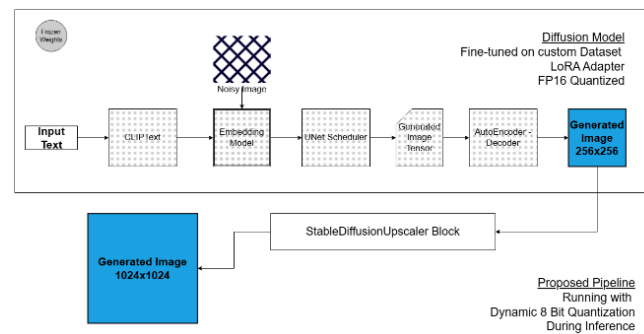 Frozen
Weights
Diffusion Model
Fine-tuned on custom Dataset
LoRA Adapter
FP16 Quantized
Noisy Image
Input
Text
CLIPText
Embedding
Model
UNet Scheduler
Generated
Image
Tensor
AutoEncoder -
Decoder
Generated
Image
256x256
StableDiffusionUpscaler Block
Generated Image
1024x1024
Proposed Pipeline
Running with
Dynamic 8 Bit Quantization
During Inference